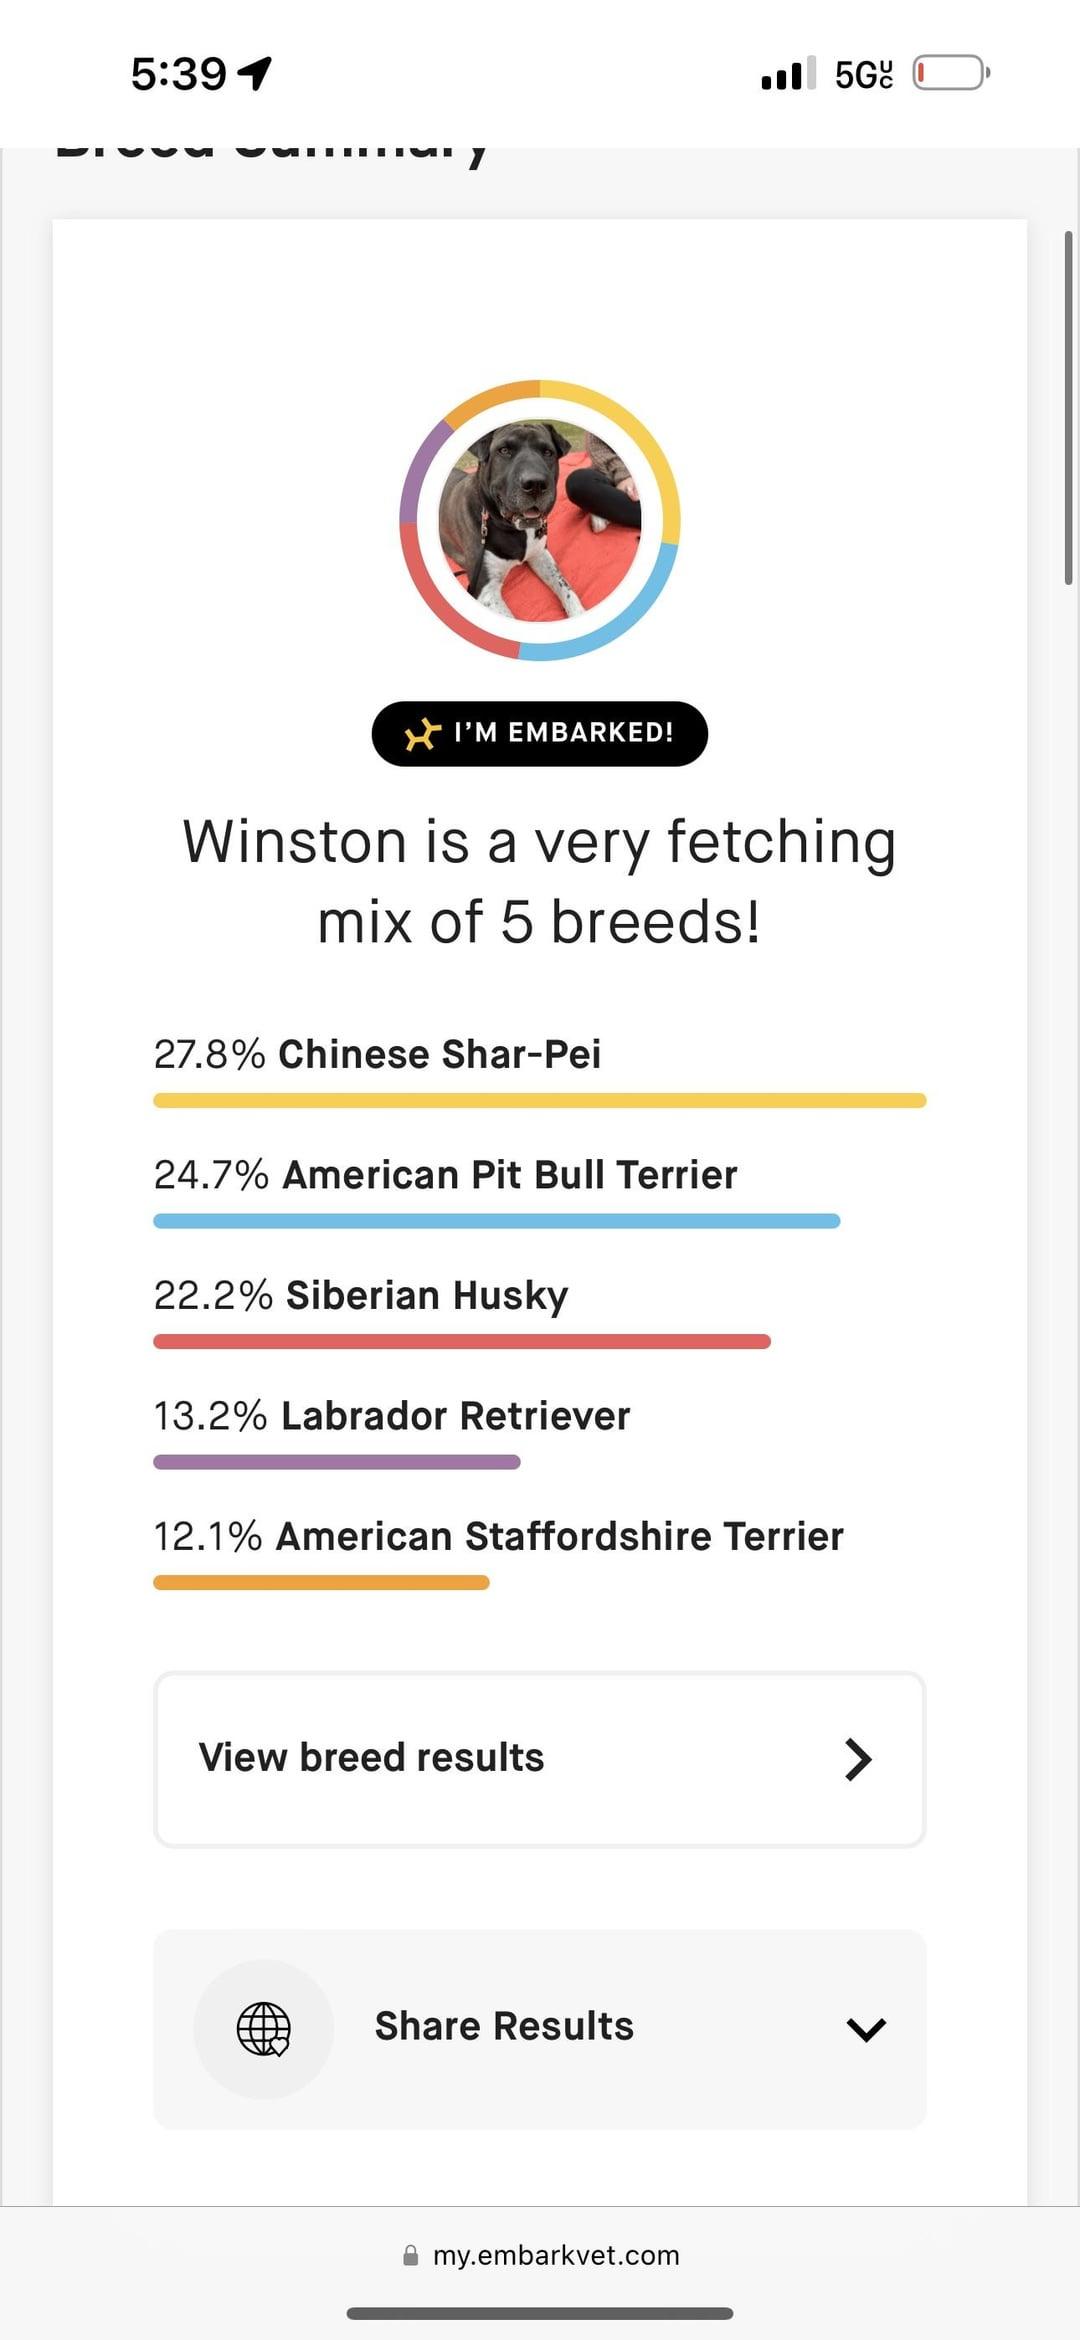 5:39
5G UC
Breed Summary
I'M EMBARKED!
Winston is a very fetching
mix of 5 breeds!
27.8% Chinese Shar-Pei
24.7% American Pit Bull Terrier
22.2% Siberian Husky
13.2% Labrador Retriever
12.1% American Staffordshire Terrier
View breed results
Share Results
my.embarkvet.com